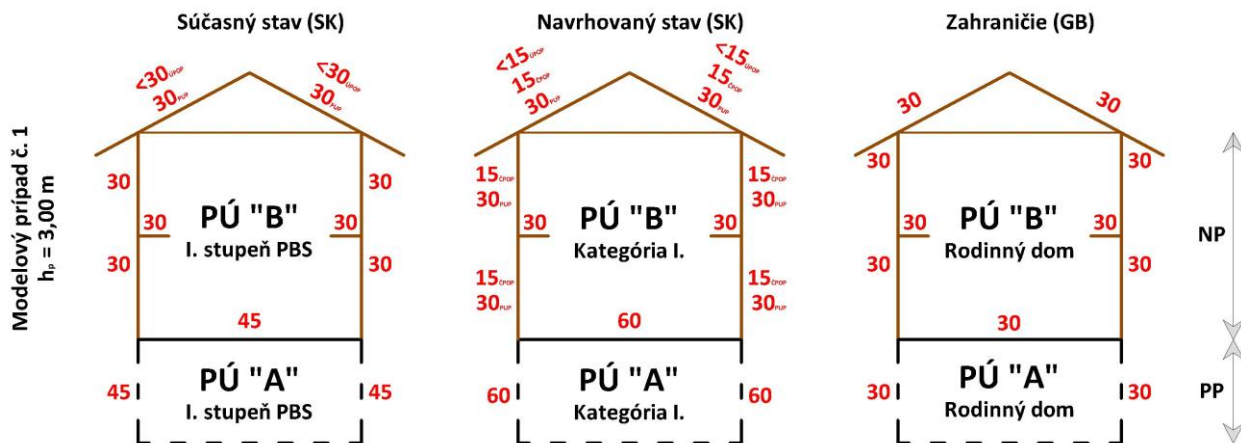 Súčasný stav (SK)
Navrhovaný stav (SK)
Zahraničie (GB)
Modelový prípad č. 1
hₚ = 3,00 m
<30ÚPOP
30PUP
<30ÚPOP
30PUP
30
30
30
PÚ "B"
30
I. stupeň PBS
30
30
45
45
PÚ "A"
45
I. stupeň PBS
<15ÚPOP
15ČPOP
30PUP
<15ÚPOP
15ČPOP
30PUP
15ČPOP
30PUP
15ČPOP
30PUP
30
PÚ "B"
30
Kategória I.
15ČPOP
30PUP
15ČPOP
30PUP
60
60
PÚ "A"
60
Kategória I.
30
30
30
30
30
PÚ "B"
30
Rodinný dom
30
30
30
30
PÚ "A"
30
Rodinný dom
NP
PP